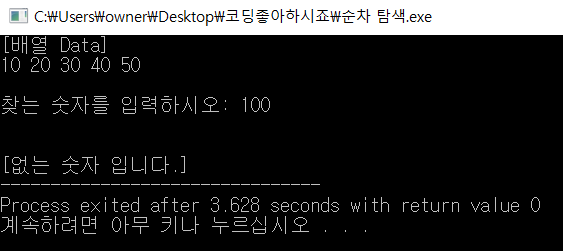 C:₩Users₩owner₩Desktop₩코딩좋아하시죠₩순차 탐색.exe
[배열 Data]
10 20 30 40 50
찾는 숫자를 입력하시오: 100
[없는 숫자 입니다.]
--------------------------------
Process exited after 3.628 seconds with return value 0
계속하려면 아무 키나 누르십시오 . . .